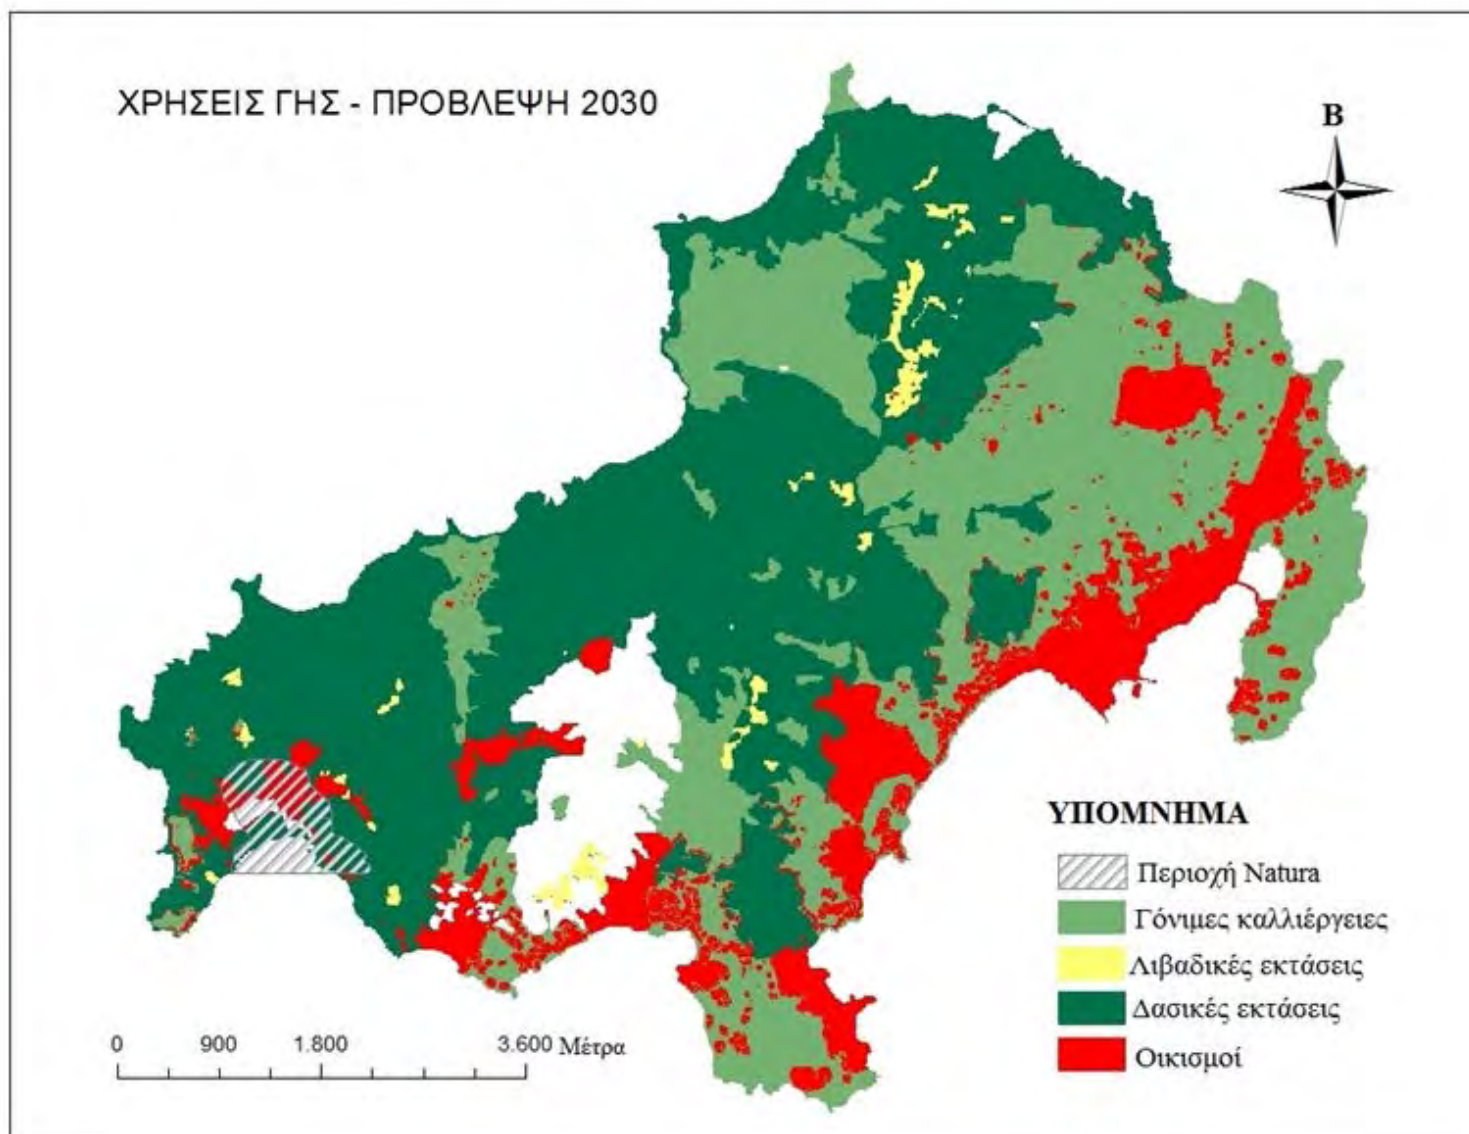 ΧΡΗΣΕΙΣ ΓΗΣ - ΠΡΟΒΛΕΨΗ 2030
Β
ΥΠΟΜΝΗΜΑ
Περιοχή Natura
Γόνιμες καλλιέργειες
Λιβαδικές εκτάσεις
Δασικές εκτάσεις
Οικισμοί
0 900 1.800 3.600 Μέτρα